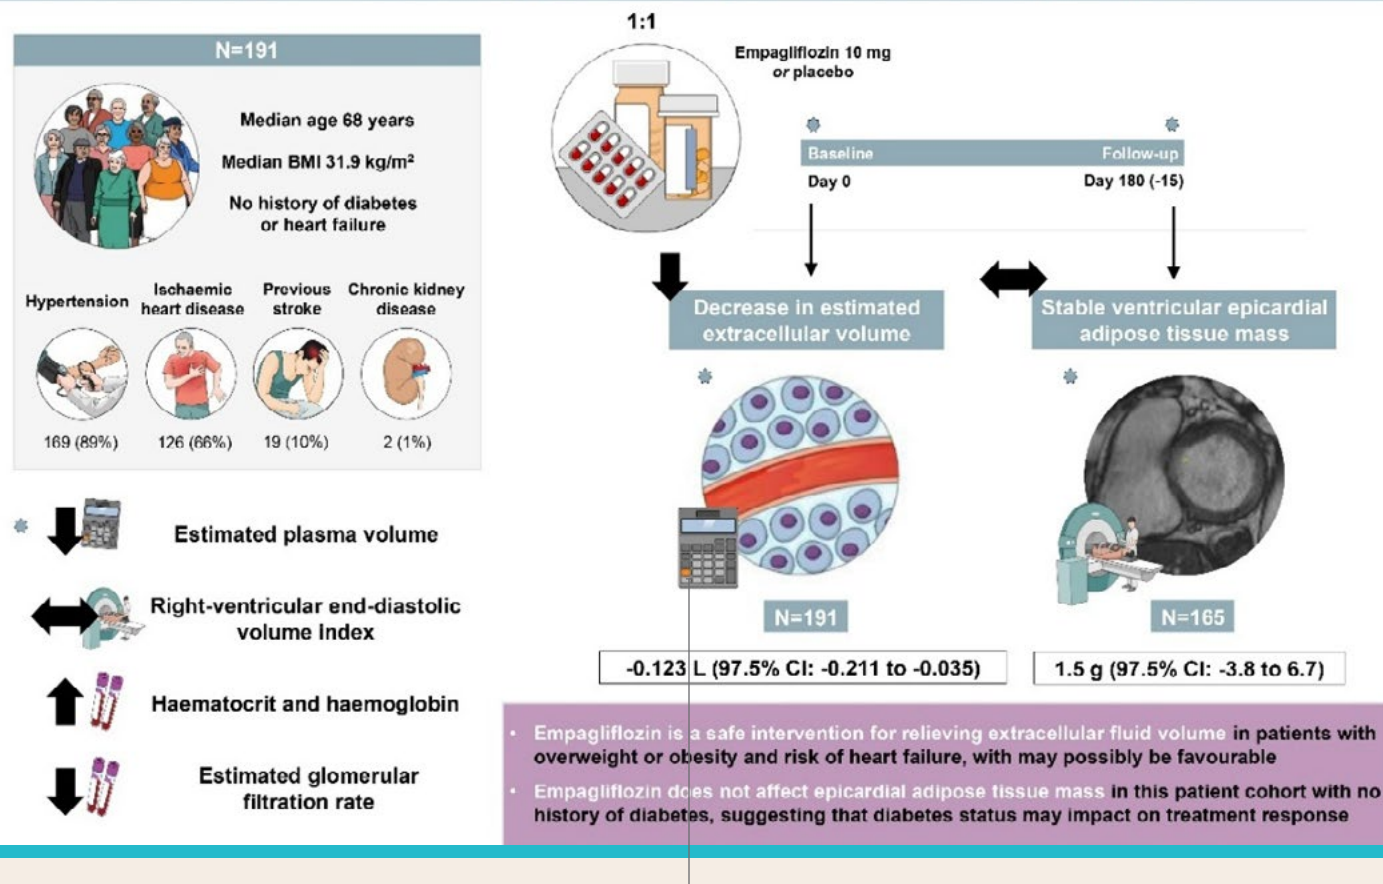 N=191
Median age 68 years
Median BMI 31.9 kg/m²
No history of diabetes
or heart failure
Hypertension
Ischaemic
heart disease
Previous
stroke
Chronic kidney
disease
169 (89%)
126 (66%)
19 (10%)
2 (1%)
Estimated plasma volume
Right-ventricular end-diastolic
volume index
Haematocrit and haemoglobin
Estimated glomerular
filtration rate
1:1
Empagliflozin 10 mg
or placebo
Baseline
Follow-up
Day 0
Day 180 (-15)
Decrease in estimated
extracellular volume
Stable ventricular epicardial
adipose tissue mass
N=191
N=165
-0.123 L (97.5% CI: -0.211 to -0.035)
1.5 g (97.5% CI: -3.8 to 6.7)
• Empagliflozin is a safe intervention for relieving extracellular fluid volume in patients with
overweight or obesity and risk of heart failure, with may possibly be favourable
• Empagliflozin does not affect epicardial adipose tissue mass in this patient cohort with no
history of diabetes, suggesting that diabetes status may impact on treatment response